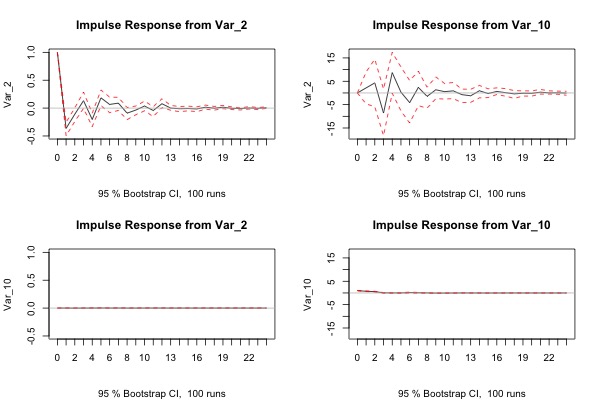 Impulse Response from Var_2
Var_2
1.0
0.5
0.0
-0.5
0 2 4 6 8 10 13 16 19 22
95 % Bootstrap CI, 100 runs
Impulse Response from Var_10
Var_2
15
5
-5
-15
0 2 4 6 8 10 13 16 19 22
95 % Bootstrap CI, 100 runs
Impulse Response from Var_2
Var_10
1.0
0.5
0.0
-0.5
0 2 4 6 8 10 13 16 19 22
95 % Bootstrap CI, 100 runs
Impulse Response from Var_10
Var_10
15
5
-5
-15
0 2 4 6 8 10 13 16 19 22
95 % Bootstrap CI, 100 runs